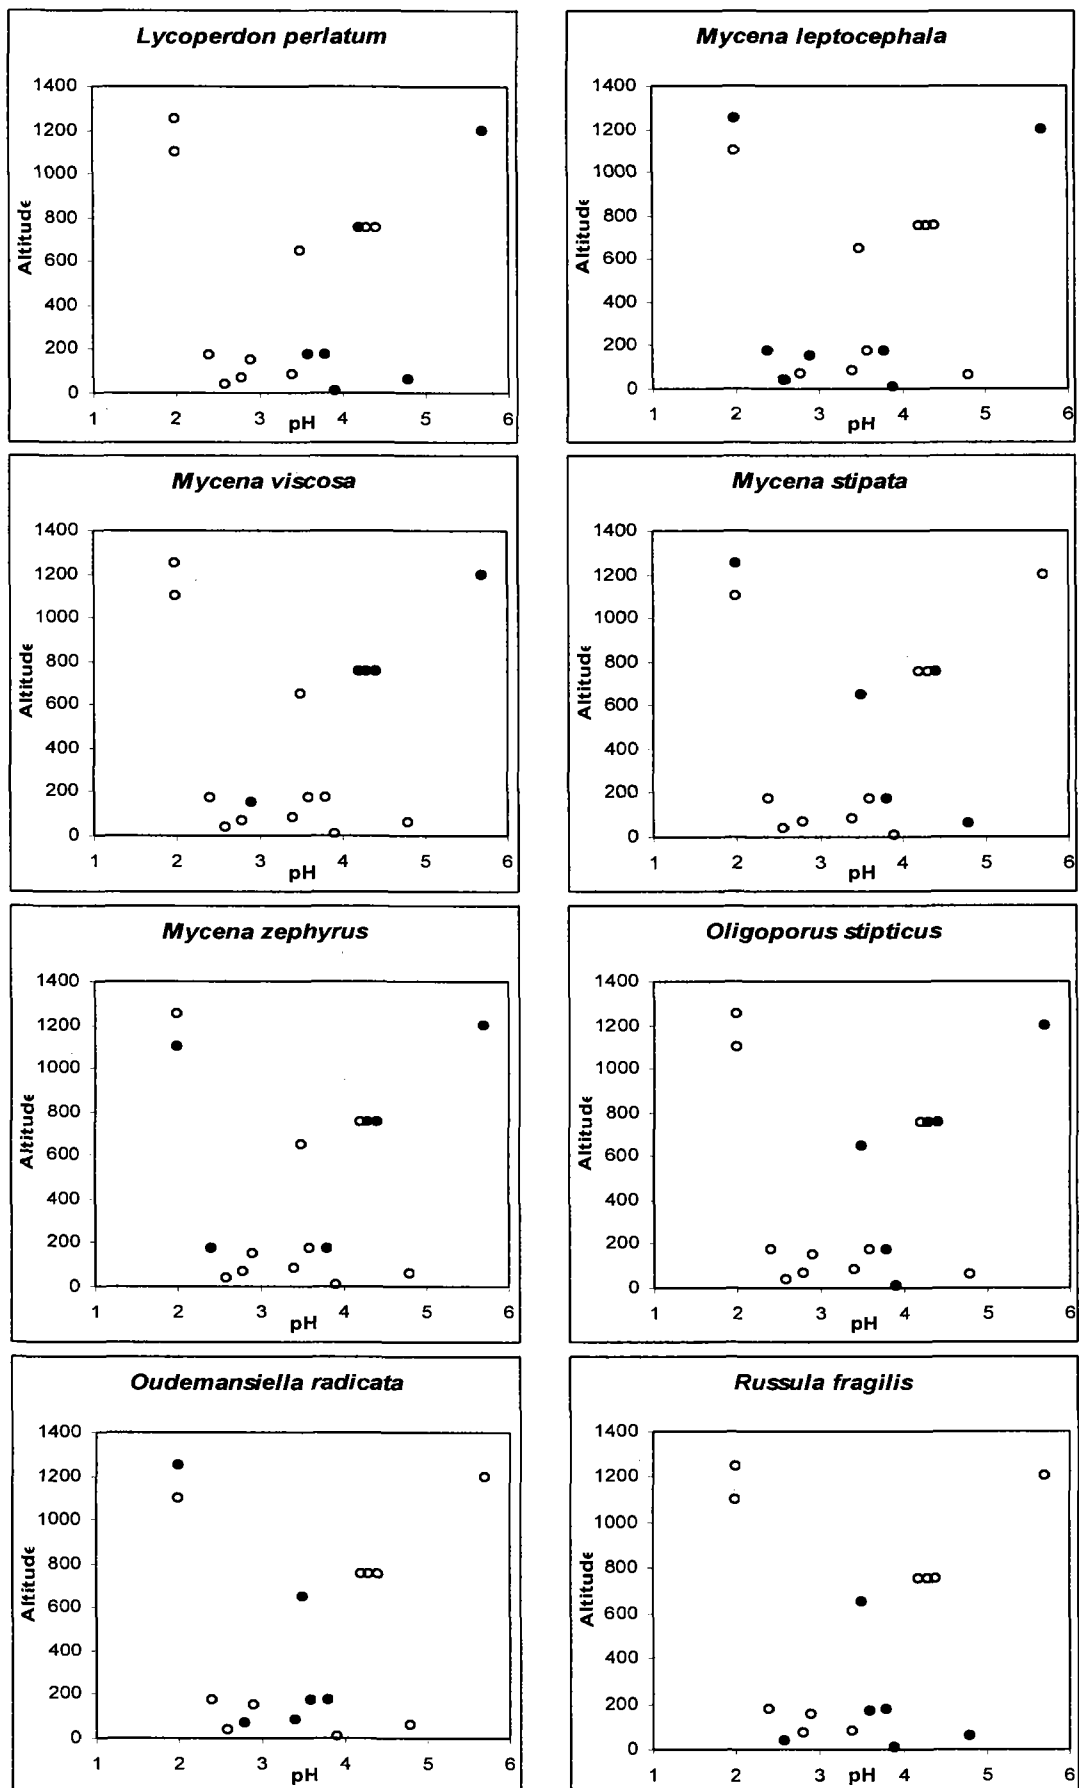 Lycoperdon perlatum
1400
1200
1000
800
600
400
200
0
Altitude
1 2 3 4 5 6
pH
Mycena leptocephala
1400
1200
1000
800
600
400
200
0
Altitude
1 2 3 4 5 6
pH
Mycena viscosa
1400
1200
1000
800
600
400
200
0
Altitude
1 2 3 4 5 6
pH
Mycena stipata
1400
1200
1000
800
600
400
200
0
Altitude
1 2 3 4 5 6
pH
Mycena zephyrus
1400
1200
1000
800
600
400
200
0
Altitude
1 2 3 4 5 6
pH
Oligoporus stipticus
1400
1200
1000
800
600
400
200
0
Altitude
1 2 3 4 5 6
pH
Oudemansiella radicata
1400
1200
1000
800
600
400
200
0
Altitude
1 2 3 4 5 6
pH
Russula fragilis
1400
1200
1000
800
600
400
200
0
Altitude
1 2 3 4 5 6
pH